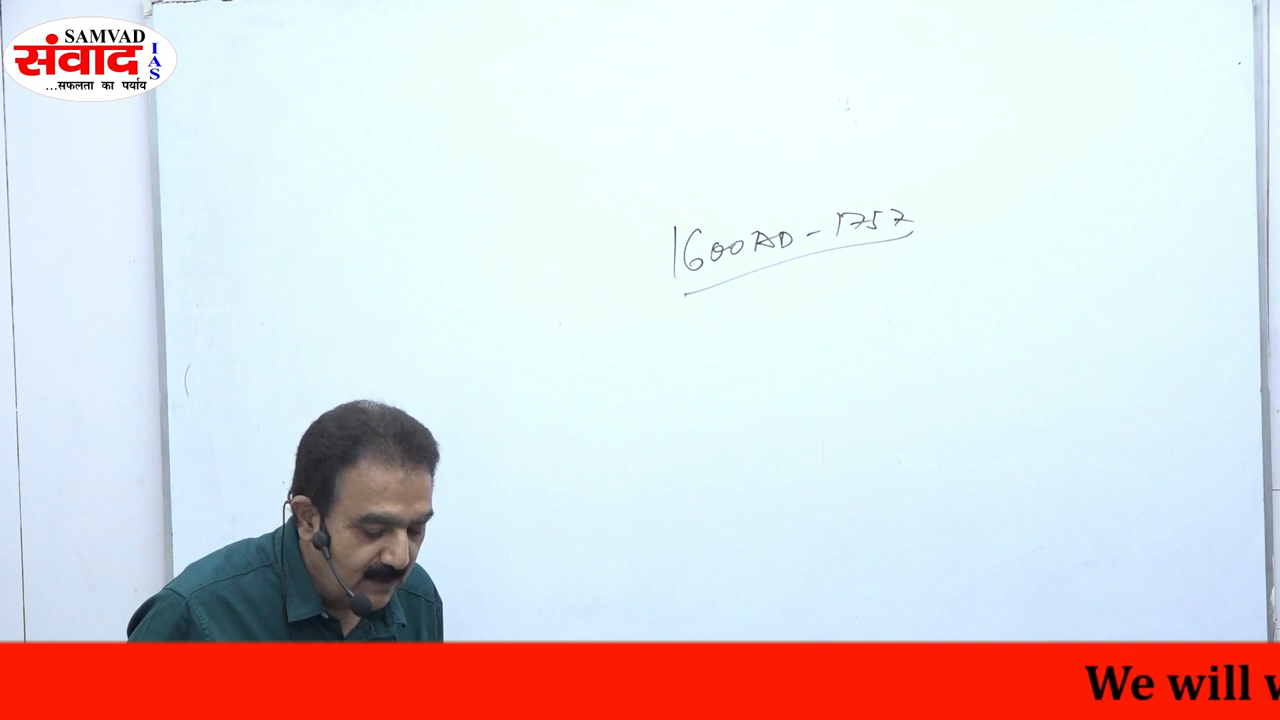 SAMVAD
संवाद
IAS
...सफलता का पर्याय
1600AD - 1757
We will